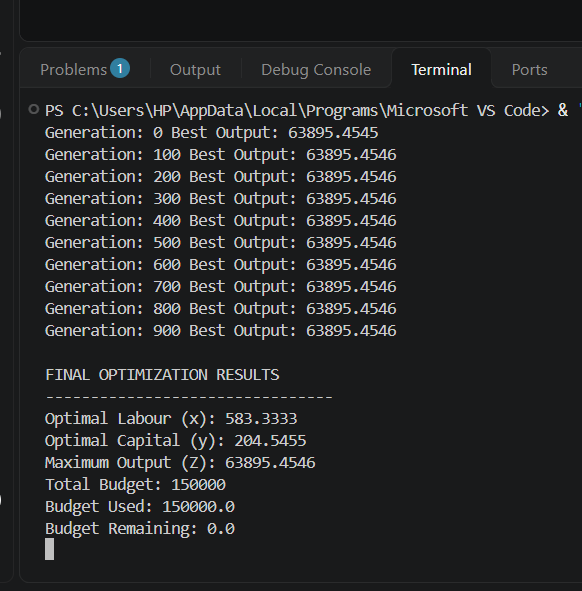 Problems 1 Output Debug Console Terminal Ports
PS C:\Users\HP\AppData\Local\Programs\Microsoft VS Code> & '
Generation: 0 Best Output: 63895.4545
Generation: 100 Best Output: 63895.4546
Generation: 200 Best Output: 63895.4546
Generation: 300 Best Output: 63895.4546
Generation: 400 Best Output: 63895.4546
Generation: 500 Best Output: 63895.4546
Generation: 600 Best Output: 63895.4546
Generation: 700 Best Output: 63895.4546
Generation: 800 Best Output: 63895.4546
Generation: 900 Best Output: 63895.4546
FINAL OPTIMIZATION RESULTS
--------------------------------
Optimal Labour (x): 583.3333
Optimal Capital (y): 204.5455
Maximum Output (Z): 63895.4546
Total Budget: 150000
Budget Used: 150000.0
Budget Remaining: 0.0